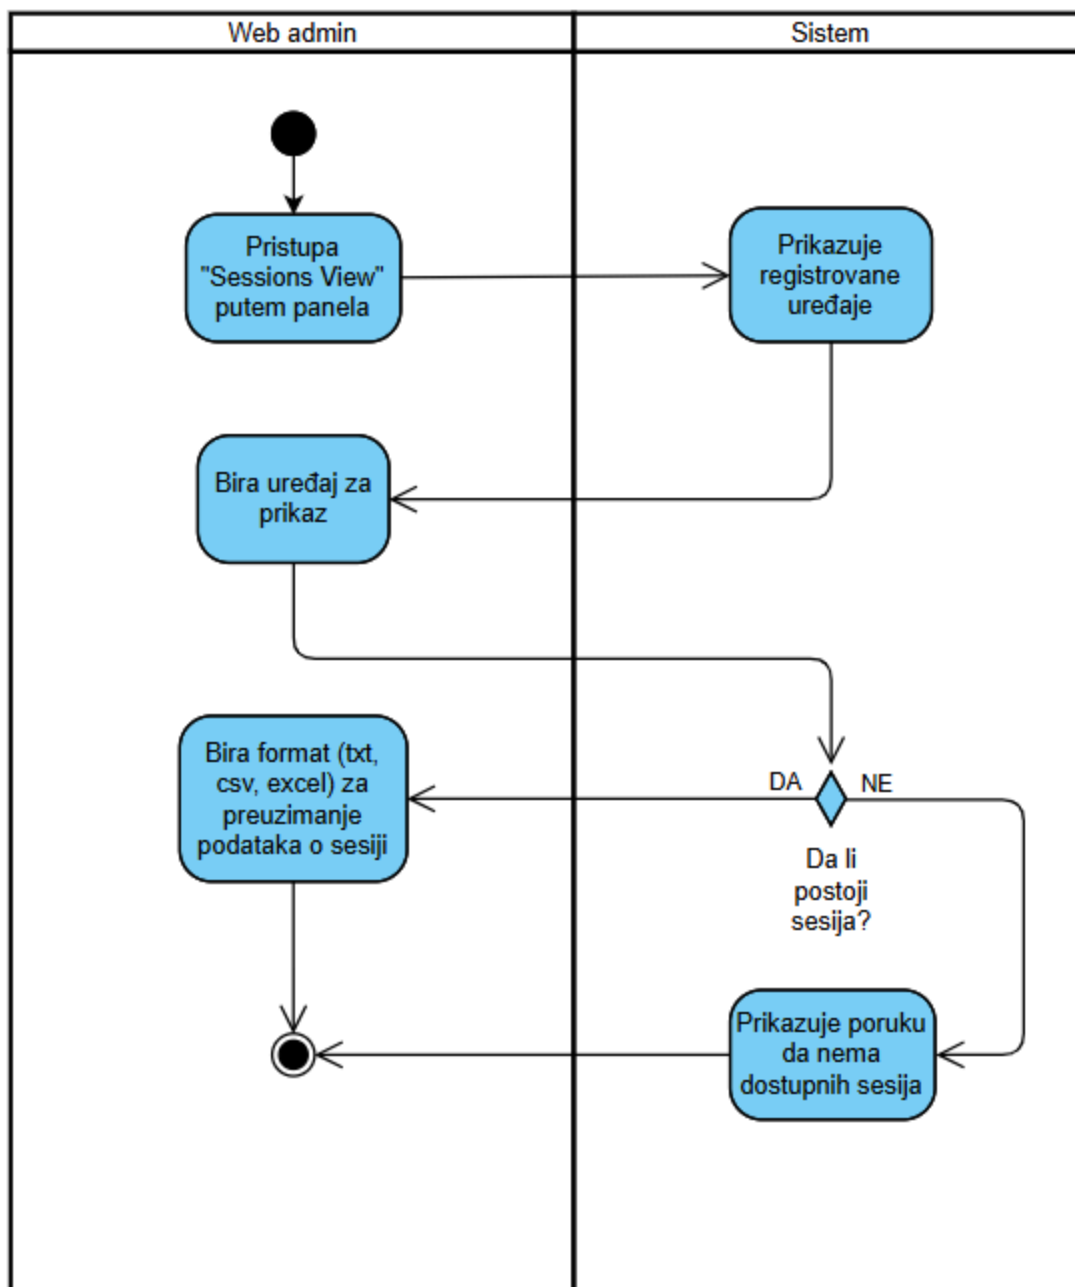 Web admin
Sistem
Pristupa
"Sessions View"
putem panela
Prikazuje
registrovane
uređaje
Bira uređaj za
prikaz
Bira format (txt,
csv, excel) za
preuzimanje
podataka o sesiji
DA
NE
Da li
postoji
sesija?
Prikazuje poruku
da nema
dostupnih sesija